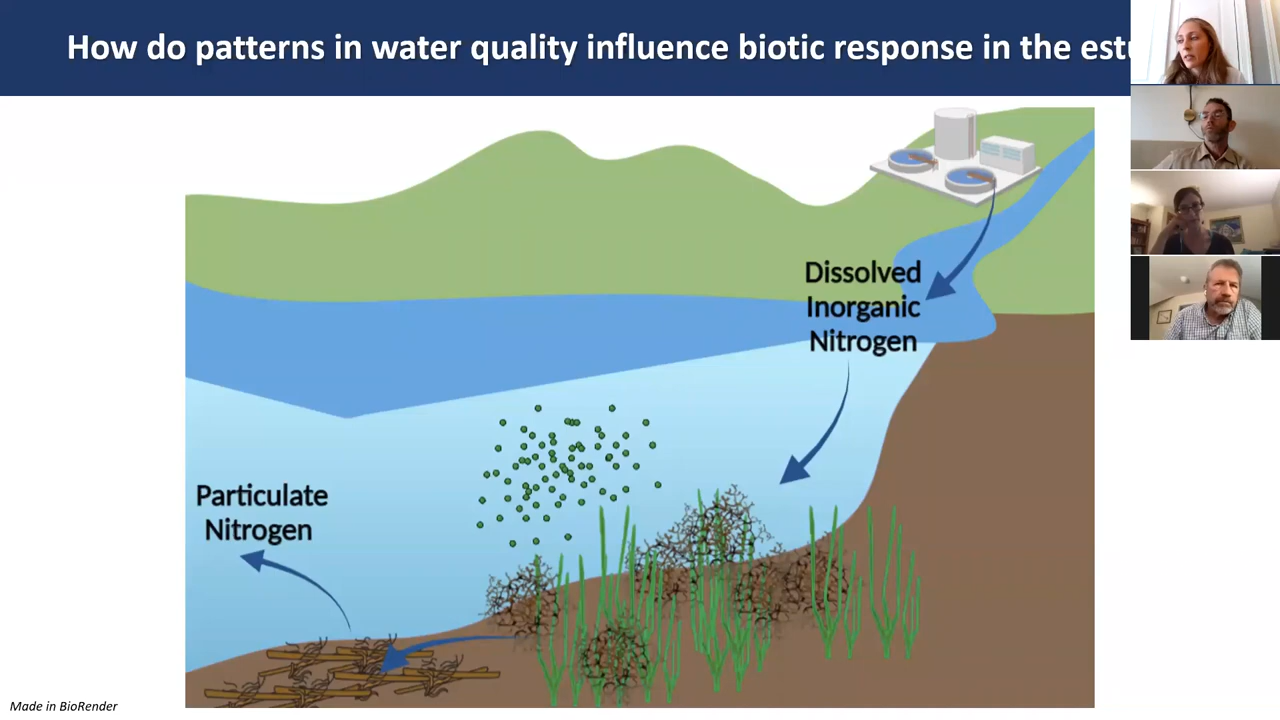 How do patterns in water quality influence biotic response in the
Dissolved
Inorganic
Nitrogen
Particulate
Nitrogen
Made in BioRender